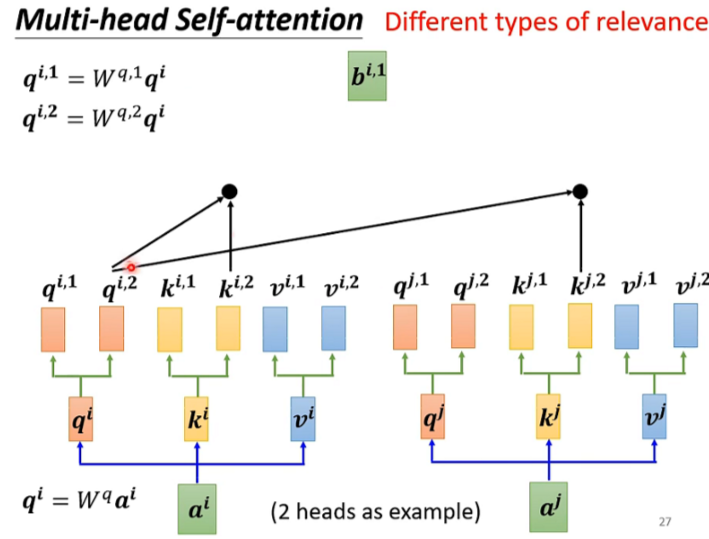 Multi-head Self-attention Different types of relevance
q^{i,1} = W^{q,1}q^i
b^{i,1}
q^{i,2} = W^{q,2}q^i
q^{i,1} q^{i,2} k^{i,1} k^{i,2} v^{i,1} v^{i,2} q^{j,1} q^{j,2} k^{j,1} k^{j,2} v^{j,1} v^{j,2}
q^i k^i v^i q^j k^j v^j
q^i = W^q a^i
a^i (2 heads as example) a^j
27